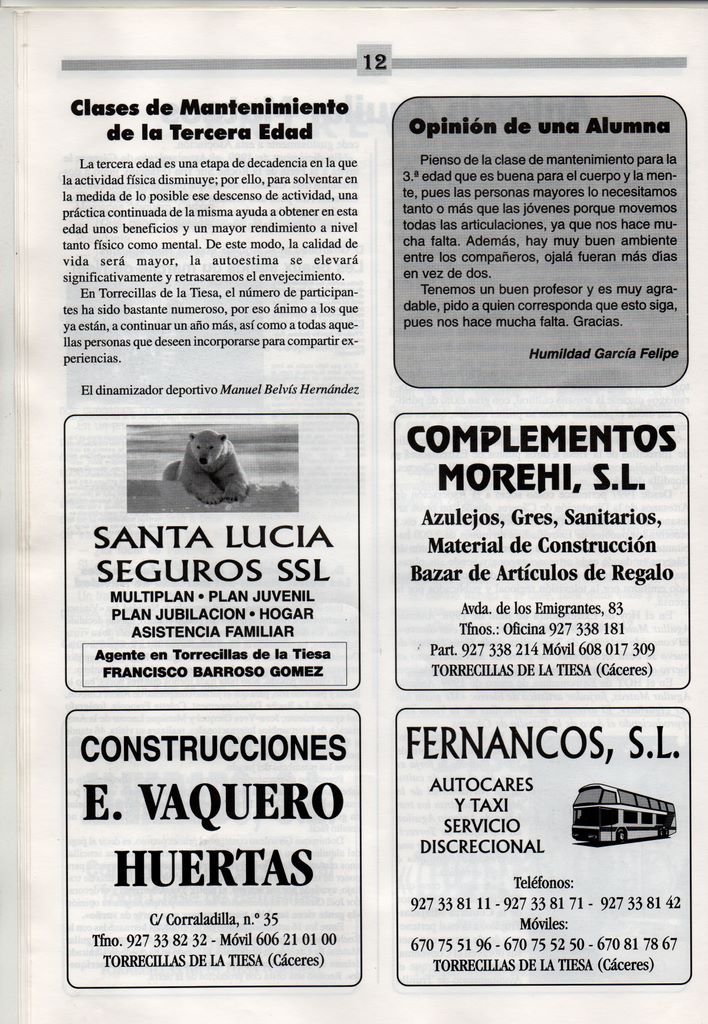 12
Clases de Mantenimiento
de la Tercera Edad
La tercera edad es una etapa de decadencia en la que
la actividad física disminuye; por ello, para solventar en
la medida de lo posible ese descenso de actividad, una
práctica continuada de la misma ayuda a obtener en esta
edad unos beneficios y un mayor rendimiento a nivel
tanto físico como mental. De este modo, la calidad de
vida será mayor, la autoestima se elevará
significativamente y retrasaremos el envejecimiento.
En Torrecillas de la Tiesa, el número de participan-
tes ha sido bastante numeroso, por eso ánimo a los que
ya están, a continuar un año más, así como a todas aque-
llas personas que deseen incorporarse para compartir ex-
periencias.
El dinamizador deportivo Manuel Belvís Hernández
Opinión de una Alumna
Pienso de la clase de mantenimiento para la
3.ª edad que es buena para el cuerpo y la men-
te, pues las personas mayores lo necesitamos
tanto o más que las jóvenes porque movemos
todas las articulaciones, ya que nos hace mu-
cha falta. Además, hay muy buen ambiente
entre los compañeros, ojalá fueran más días
en vez de dos.
Tenemos un buen profesor y es muy agra-
dable, pido a quien corresponda que esto siga,
pues nos hace mucha falta. Gracias.
Humildad García Felipe
SANTA LUCIA
SEGUROS SSL
MULTIPLAN • PLAN JUVENIL
PLAN JUBILACION • HOGAR
ASISTENCIA FAMILIAR
Agente en Torrecillas de la Tiesa
FRANCISCO BARROSO GOMEZ
COMPLEMENTOS
MOREHI, S.L.
Azulejos, Gres, Sanitarios,
Material de Construcción
Bazar de Artículos de Regalo
Avda. de los Emigrantes, 83
Tfnos.: Oficina 927 338 181
Part. 927 338 214 Móvil 608 017 309
TORRECILLAS DE LA TIESA (Cáceres)
CONSTRUCCIONES
E. VAQUERO
HUERTAS
C/ Corraladilla, n.º 35
Tfno. 927 33 82 32 - Móvil 606 21 01 00
TORRECILLAS DE LA TIESA (Cáceres)
FERNANCOS, S.L.
AUTOCARES
Y TAXI
SERVICIO
DISCRECIONAL
Teléfonos:
927 33 81 11 - 927 33 81 71 - 927 33 81 42
Móviles:
670 75 51 96 - 670 75 52 50 - 670 81 78 67
TORRECILLAS DE LA TIESA (Cáceres)